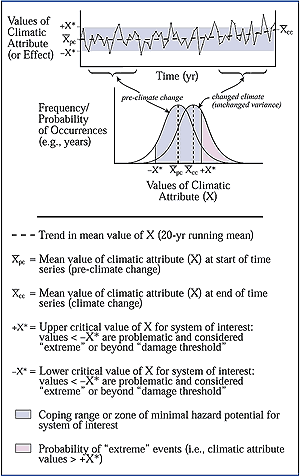 Values of
Climatic
Attribute
(or Effect)
+X*
X̅pc
−X*
X̅cc
Time (yr)
pre-climate change
changed climate
(unchanged variance)
Frequency/
Probability
of Occurrences
(e.g., years)
−X* X̅pc X̅cc +X*
Values of Climatic
Attribute (X)
Trend in mean value of X (20-yr running mean)
X̅pc = Mean value of climatic attribute (X) at start of time
series (pre-climate change)
X̅cc = Mean value of climatic attribute (X) at end of time
series (climate change)
+X* = Upper critical value of X for system of interest:
values < −X* are problematic and considered
“extreme” or beyond “damage threshold”
−X* = Lower critical value of X for system of interest:
values < −X* are problematic and considered
“extreme” or beyond “damage threshold”
Coping range or zone of minimal hazard potential for
system of interest
Probability of “extreme” events (i.e., climatic attribute
values > +X*)